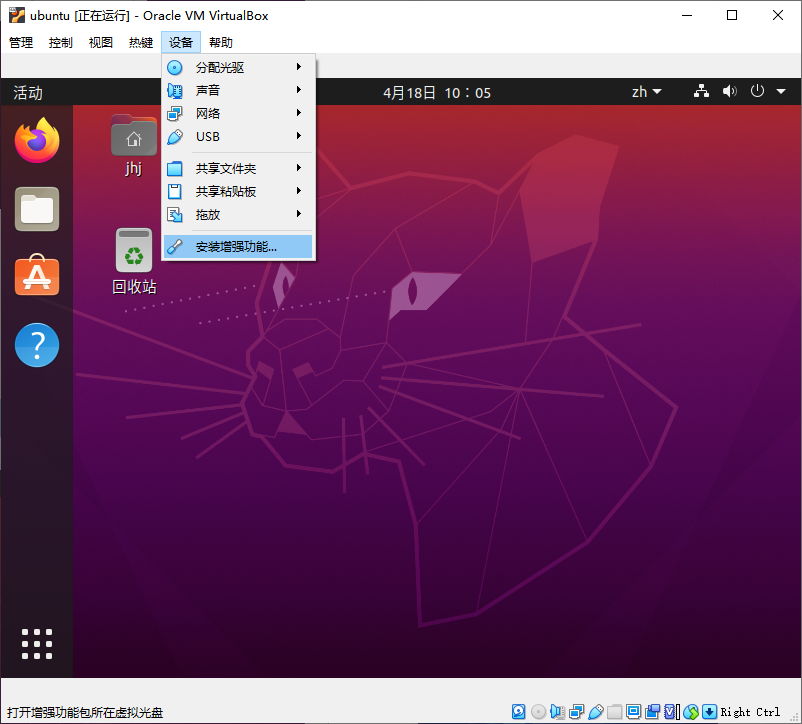 ubuntu [正在运行] - Oracle VM VirtualBox
管理 控制 视图 热键 设备 帮助
分配光驱
声音
网络
USB
共享文件夹
共享粘贴板
拖放
安装增强功能...
活动 4月18日 10：05 zh
jhj
回收站
打开增强功能包所在虚拟光盘 Right Ctrl